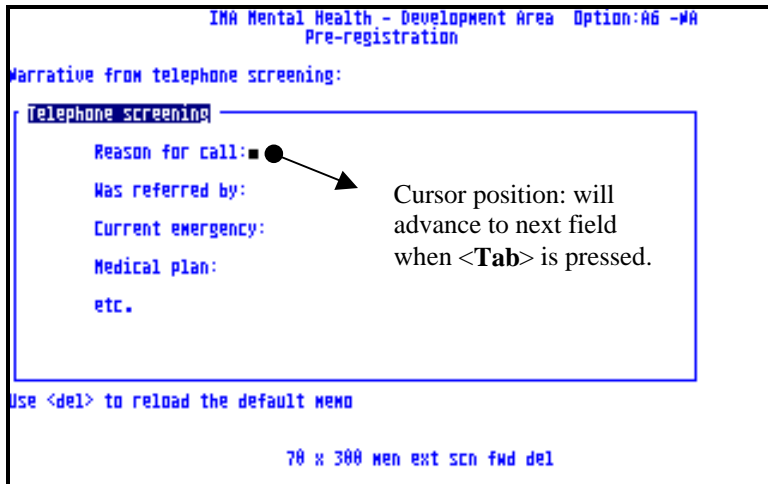 IMA Mental Health - Development Area Option:A6 -WA
Pre-registration
Narrative from telephone screening:
Telephone screening
Reason for call:
Was referred by:
Current emergency:
Medical plan:
etc.
Cursor position: will
advance to next field
when <Tab> is pressed.
Use <del> to reload the default memo
70 x 300 men ext scn fwd del